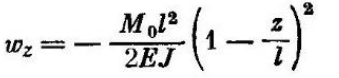 w_z = − \frac{M_0 l^2}{2EJ} \left(1 − \frac{z}{l}\right)^2